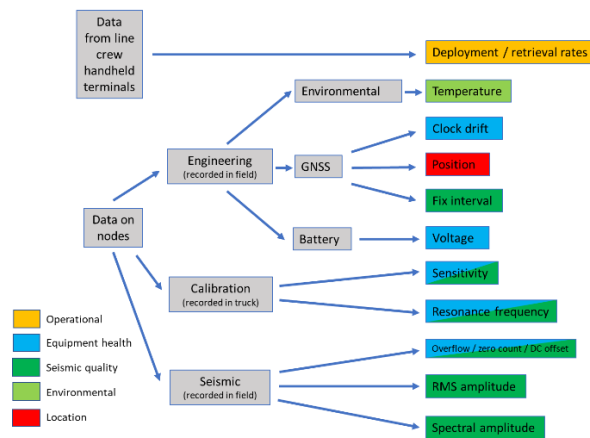 Data
from line
crew
handheld
terminals
Deployment / retrieval rates
Environmental
Temperature
Clock drift
Engineering
(recorded in field)
GNSS
Position
Fix interval
Data on
nodes
Battery
Voltage
Calibration
(recorded in truck)
Sensitivity
Resonance frequency
Seismic
(recorded in field)
Overflow / zero count / DC offset
RMS amplitude
Spectral amplitude
Operational
Equipment health
Seismic quality
Environmental
Location